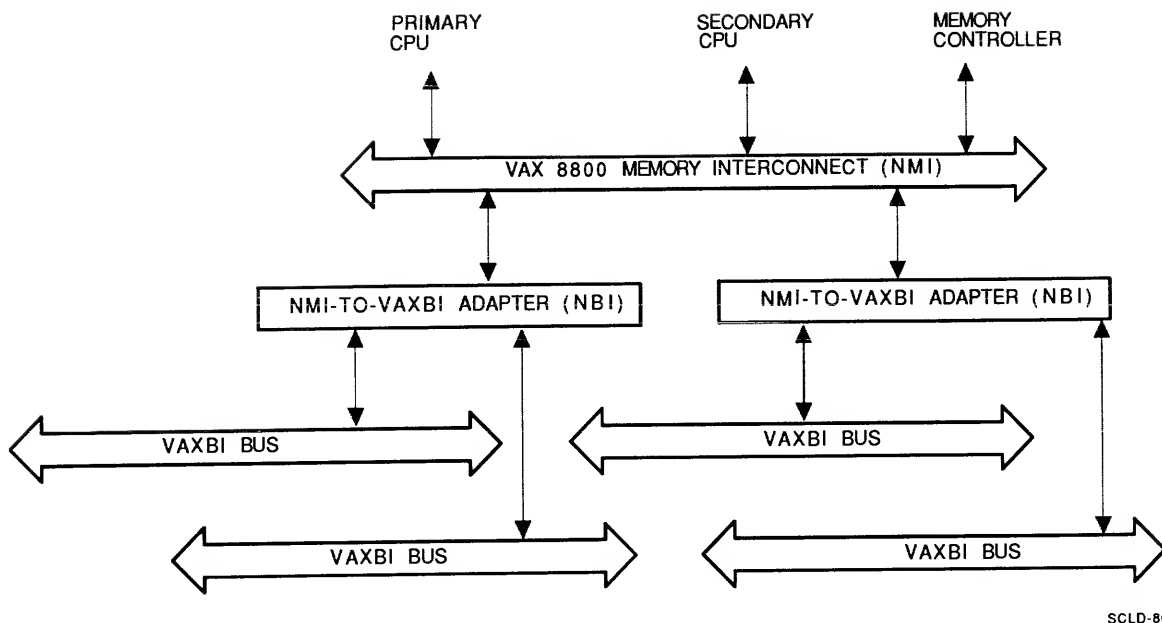 PRIMARY
CPU
SECONDARY
CPU
MEMORY
CONTROLLER
VAX 8800 MEMORY INTERCONNECT (NMI)
NMI-TO-VAXBI ADAPTER (NBI)
NMI-TO-VAXBI ADAPTER (NBI)
VAXBI BUS
VAXBI BUS
VAXBI BUS
VAXBI BUS